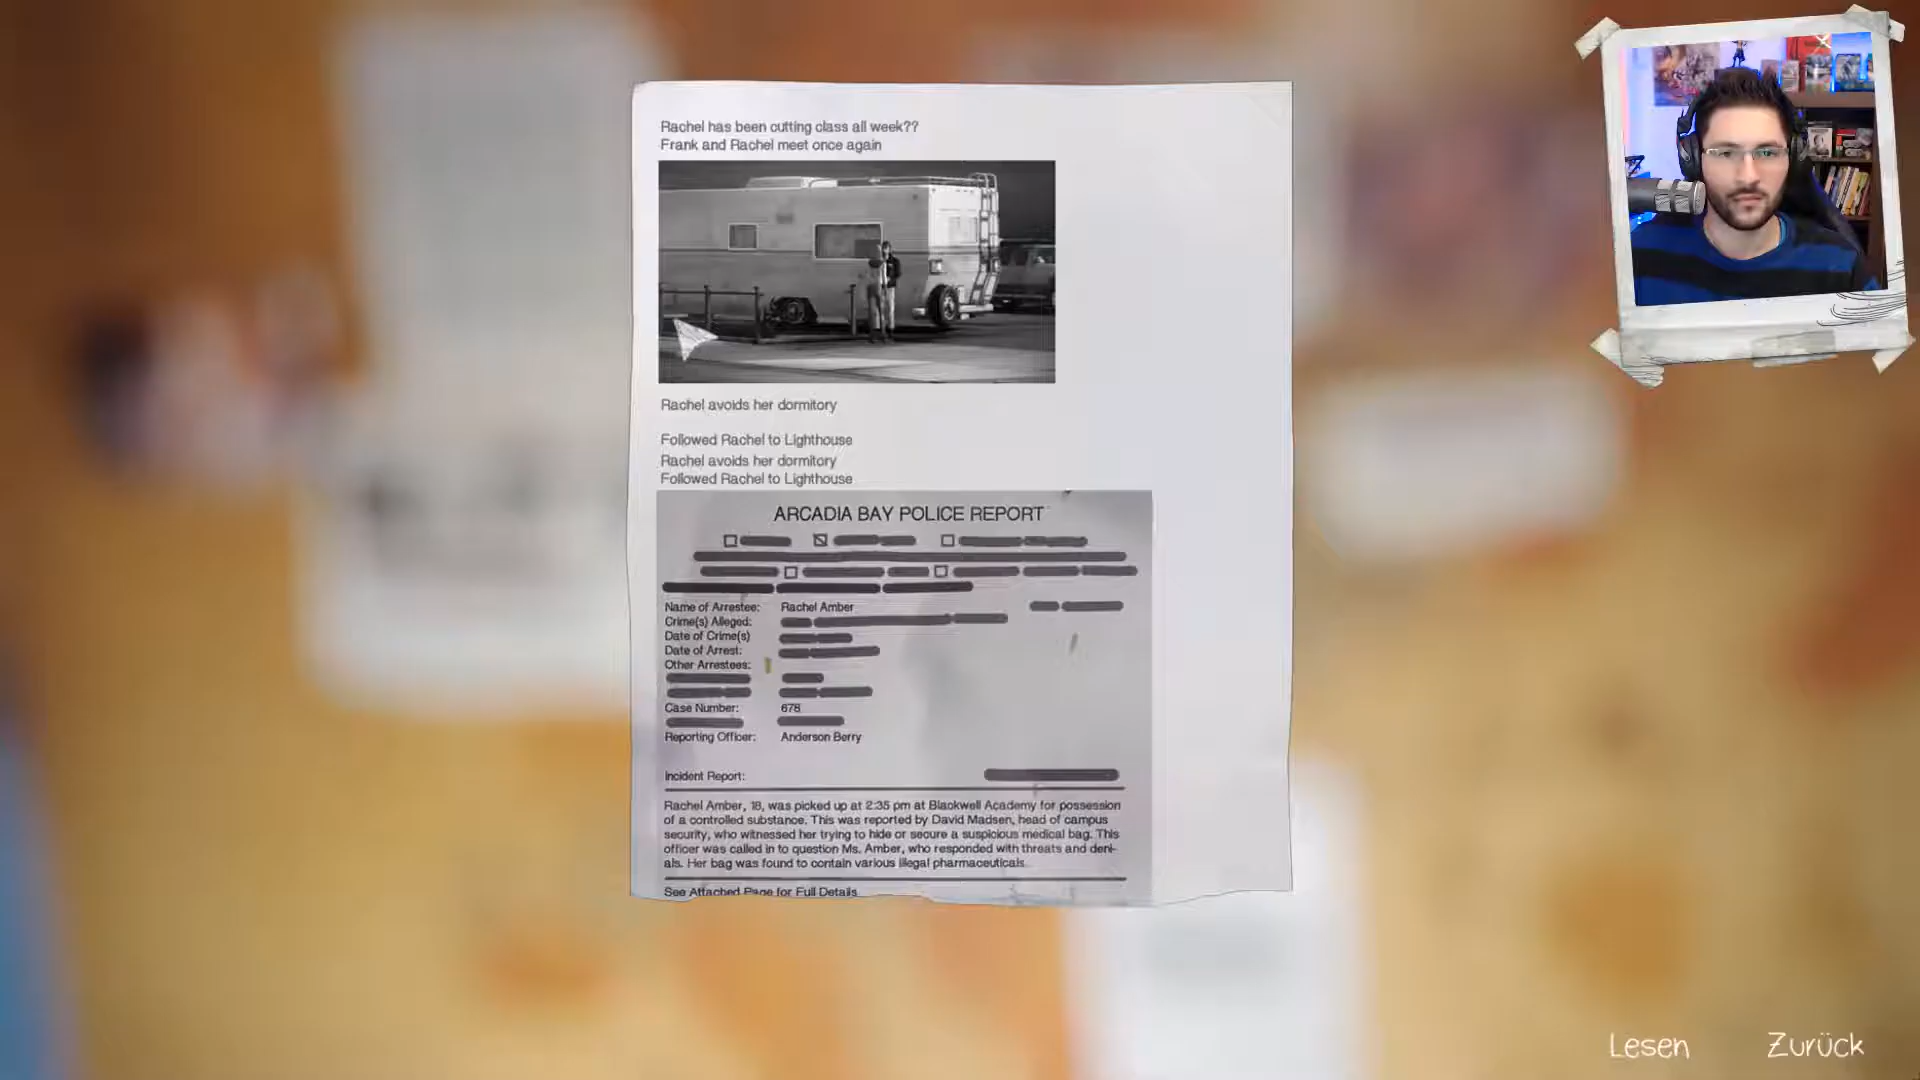 Rachel has been cutting class all week??
Frank and Rachel meet once again
Rachel avoids her dormitory
Followed Rachel to Lighthouse
Rachel avoids her dormitory
Followed Rachel to Lighthouse
ARCADIA BAY POLICE REPORT
Name of Arrestee: Rachel Amber
Crime(s) Alleged:
Date of Crime(s)
Date of Arrest:
Other Arrestees:
Case Number: 678
Reporting Officer: Anderson Berry
Incident Report:
Rachel Amber, 18, was picked up at 2:35 pm at Blackwell Academy for possession
of a controlled substance. This was reported by David Madsen, head of campus
security, who witnessed her trying to hide or secure a suspicious medical bag. This
officer was called in to question Ms. Amber, who responded with threats and deni-
als. Her bag was found to contain various illegal pharmaceuticals.
See Attached Page for Full Details
Lesen Zurück